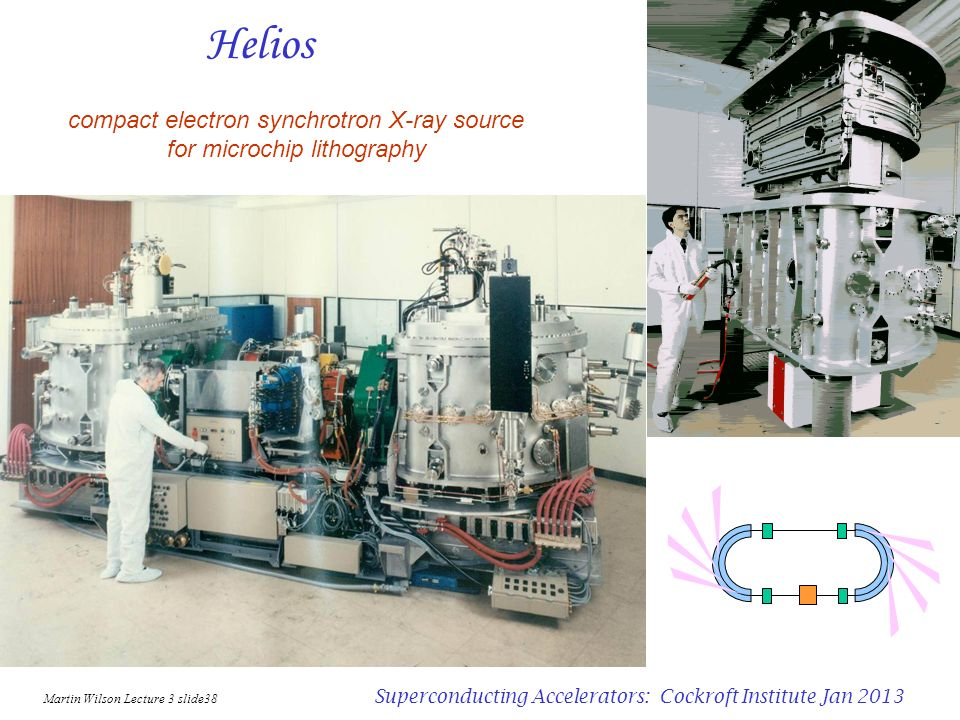 Helios
compact electron synchrotron X-ray source
for microchip lithography
Martin Wilson Lecture 3 slide38
Superconducting Accelerators: Cockroft Institute Jan 2013